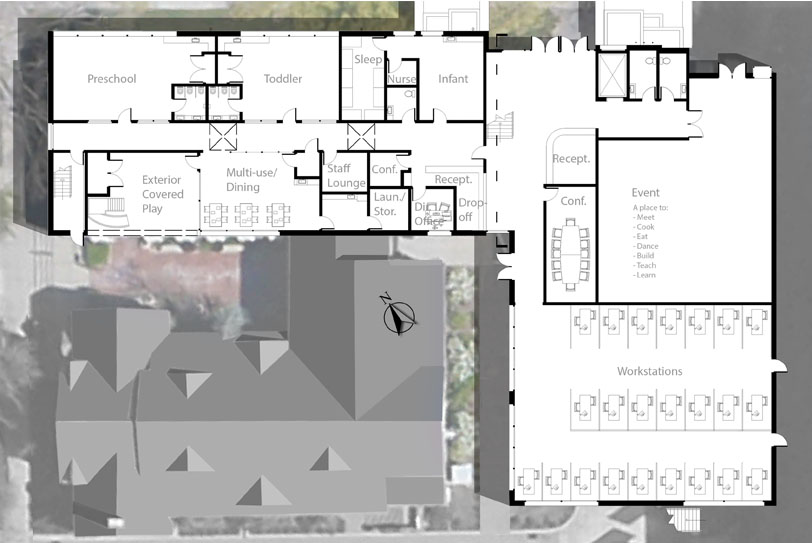 Preschool
Toddler
Sleep
Nurse
Infant
Exterior
Covered
Play
Multi-use/
Dining
Staff
Lounge
Conf.
Recept.
Laun./
Stor.
Dir.
Office
Drop-
off
Recept.
Conf.
Event
A place to:
- Meet
- Cook
- Eat
- Dance
- Build
- Teach
- Learn
N
Workstations